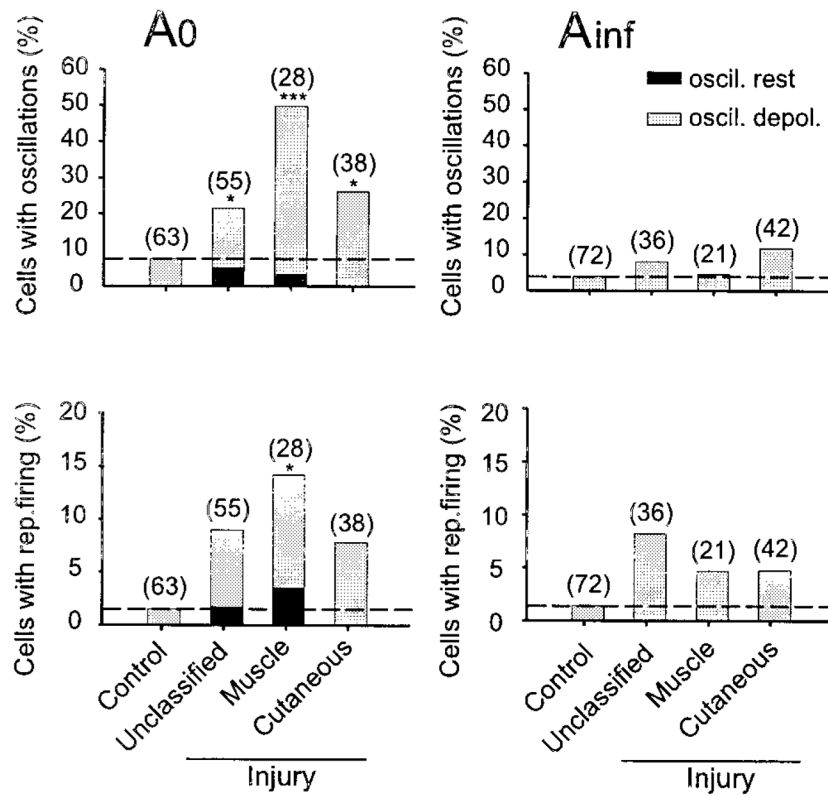 A0
Ainf
Cells with oscillations (%)
60
50
40
30
20
10
0
(63)
(55)
*
(28)
***
(38)
*
Cells with oscillations (%)
60
50
40
30
20
10
0
oscil. rest
oscil. depol.
(72)
(36)
(21)
(42)
Cells with rep.firing (%)
20
15
10
5
0
(63)
(55)
(28)
*
(38)
Control
Unclassified
Muscle
Cutaneous
Injury
Cells with rep.firing (%)
20
15
10
5
0
(72)
(36)
(21)
(42)
Control
Unclassified
Muscle
Cutaneous
Injury